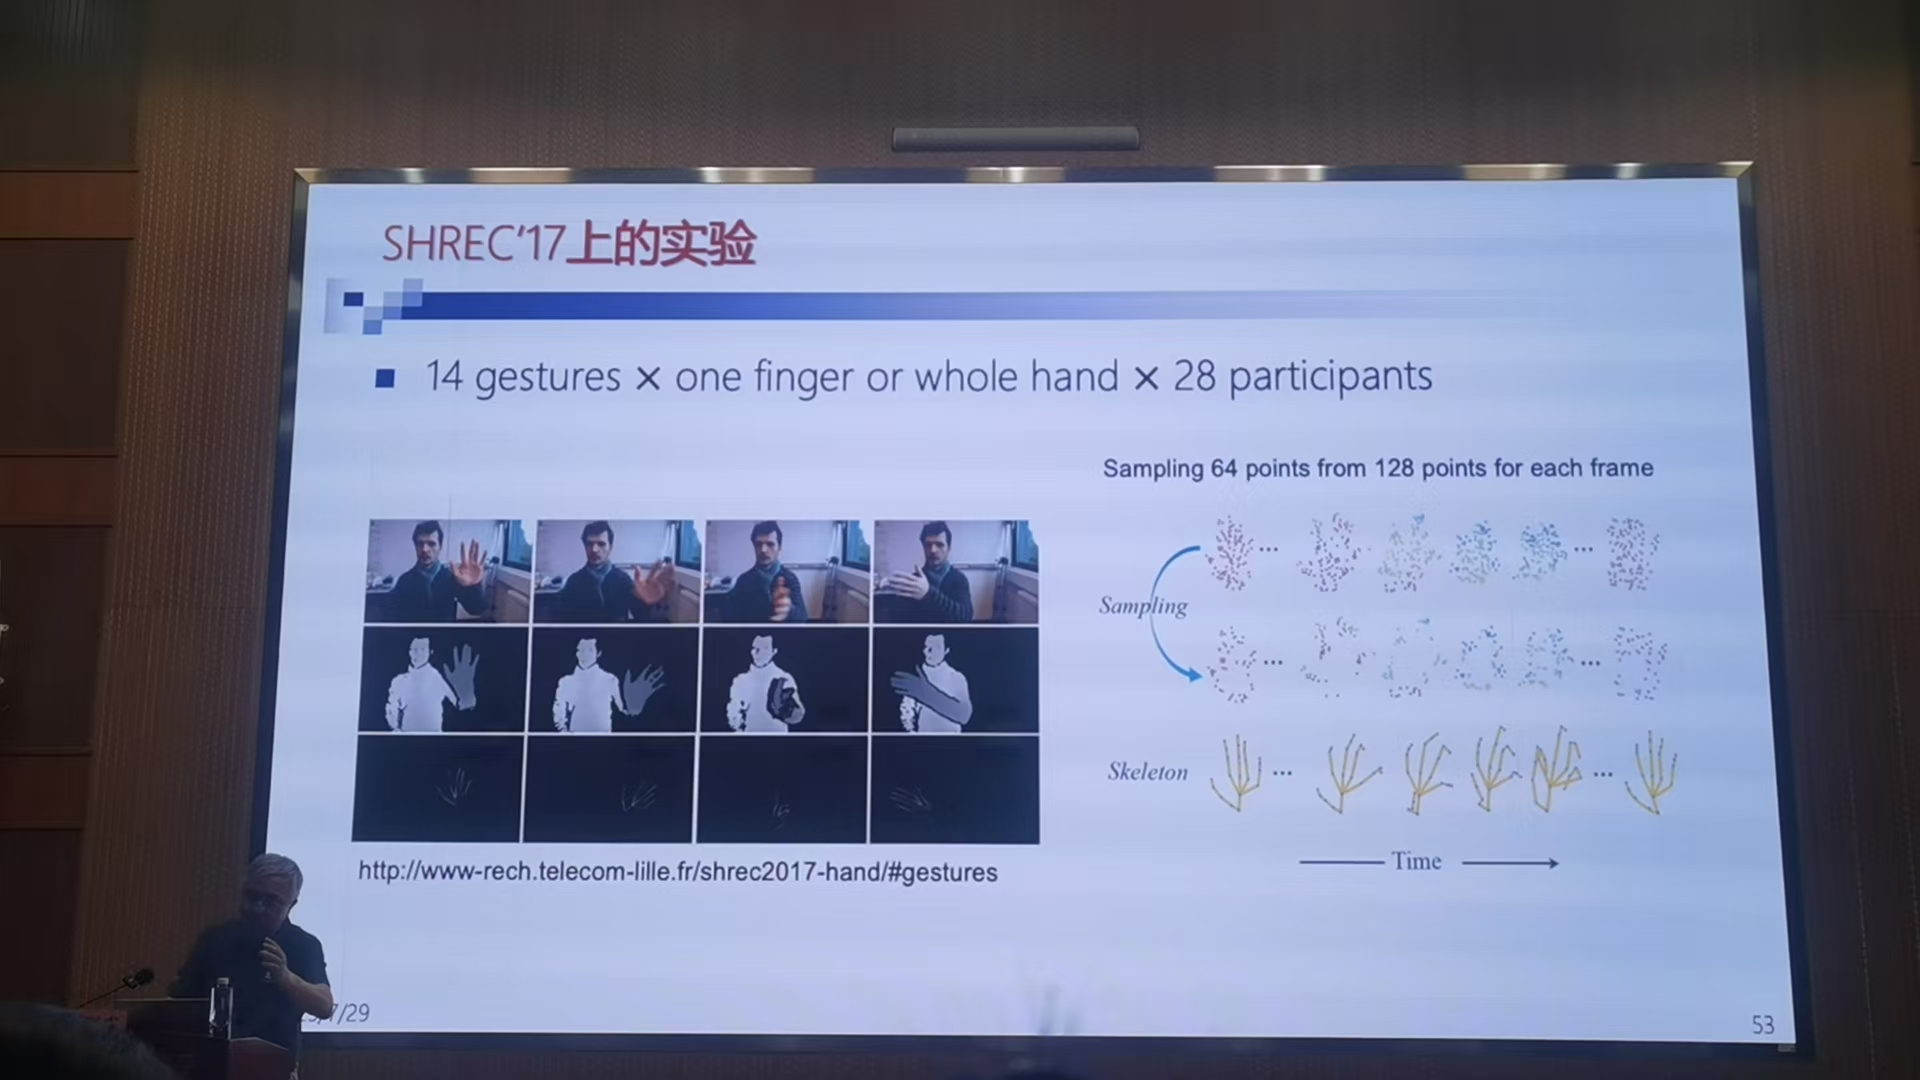 SHREC'17上的实验
14 gestures × one finger or whole hand × 28 participants
Sampling 64 points from 128 points for each frame
Sampling
Skeleton
Time
http://www-rech.telecom-lille.fr/shrec2017-hand/#gestures
7/29
53